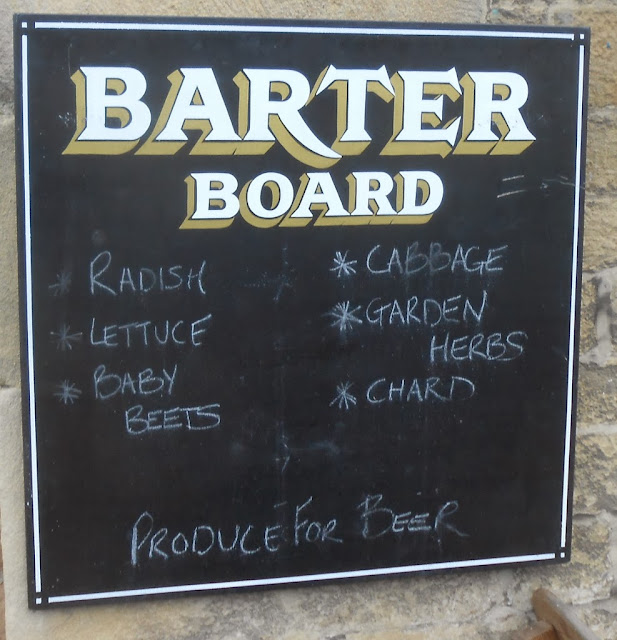 BARTER
BOARD
* RADISH
* LETTUCE
* BABY
BEETS
* CABBAGE
* GARDEN
HERBS
* CHARD
PRODUCE FOR BEER